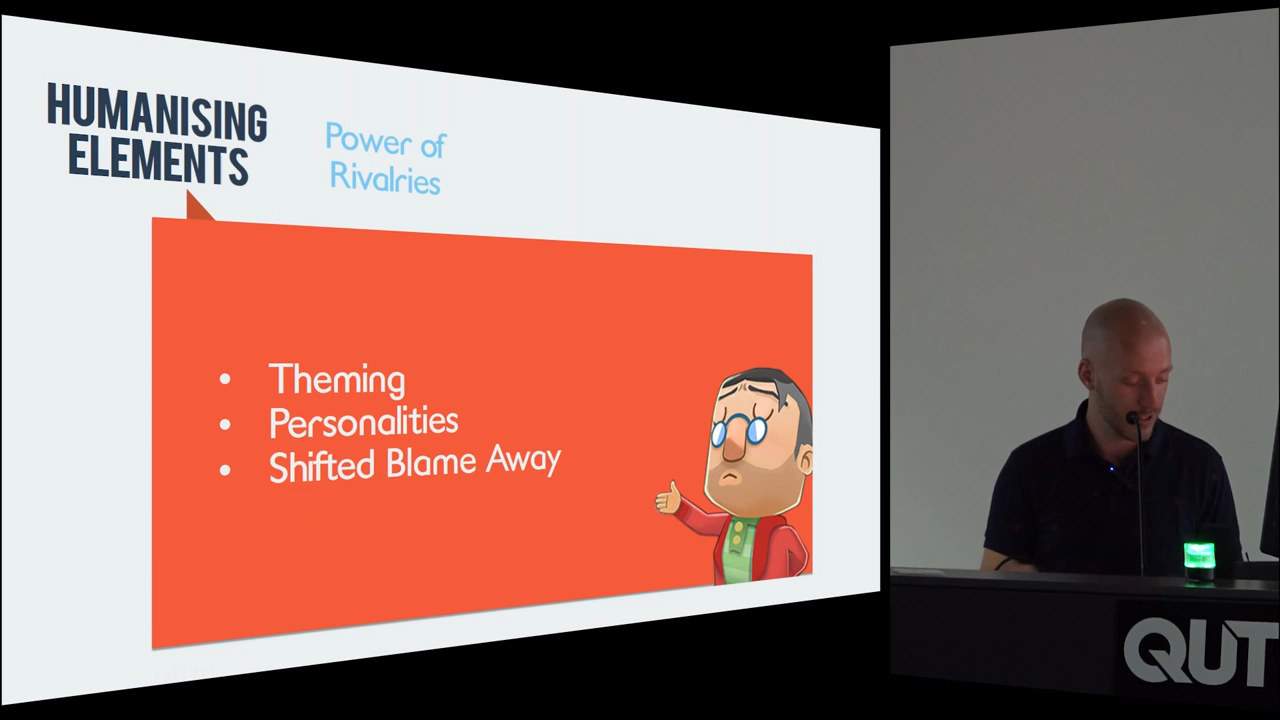 HUMANISING
ELEMENTS
Power of
Rivalries
• Theming
• Personalities
• Shifted Blame Away
QUT